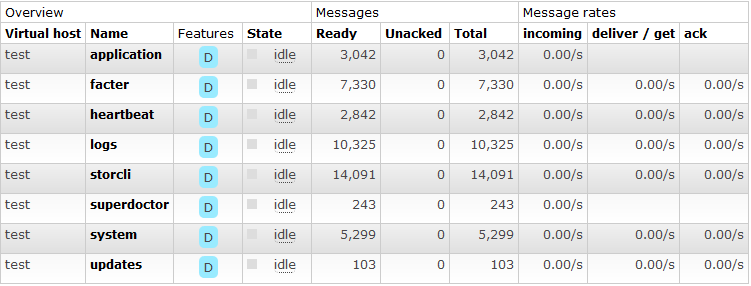 Overview Messages Message rates
Virtual host Name Features State Ready Unacked Total incoming deliver / get ack
test application D idle 3,042 0 3,042 0.00/s
test facter D idle 7,330 0 7,330 0.00/s 0.00/s 0.00/s
test heartbeat D idle 2,842 0 2,842 0.00/s 0.00/s 0.00/s
test logs D idle 10,325 0 10,325 0.00/s 0.00/s 0.00/s
test storcli D idle 14,091 0 14,091 0.00/s 0.00/s 0.00/s
test superdoctor D idle 243 0 243 0.00/s
test system D idle 5,299 0 5,299 0.00/s 0.00/s 0.00/s
test updates D idle 103 0 103 0.00/s 0.00/s 0.00/s